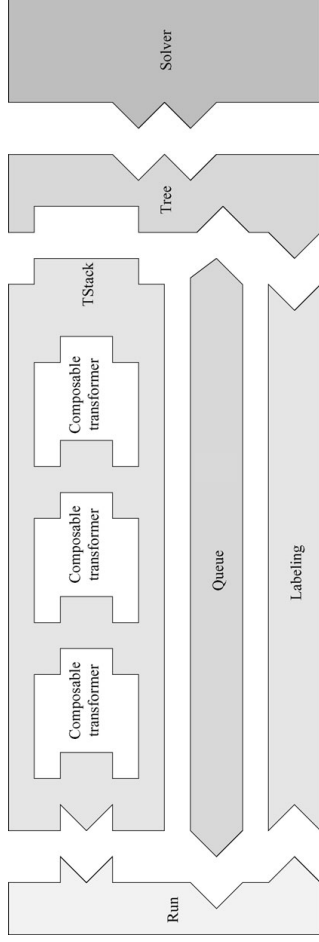 Run
Composable
transformer
Composable
transformer
Composable
transformer
TStack
Queue
Labeling
Tree
Solver